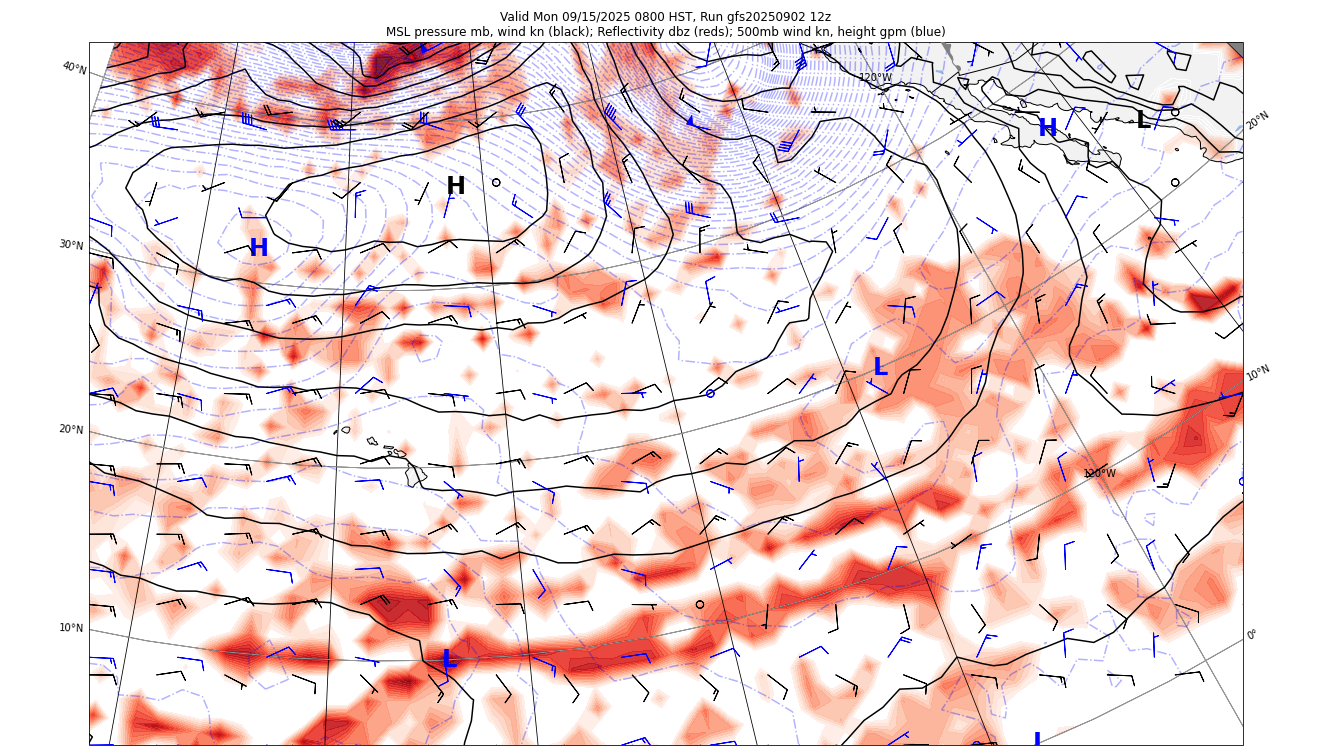 Valid Mon 09/15/2025 0800 HST, Run gfs20250902 12z
MSL pressure mb, wind kn (black); Reflectivity dbz (reds); 500mb wind kn, height gpm (blue)
40°N
120°W
20°N
H
L
H
30°N
H
L
10°N
20°N
120°W
10°N
0°
L
L